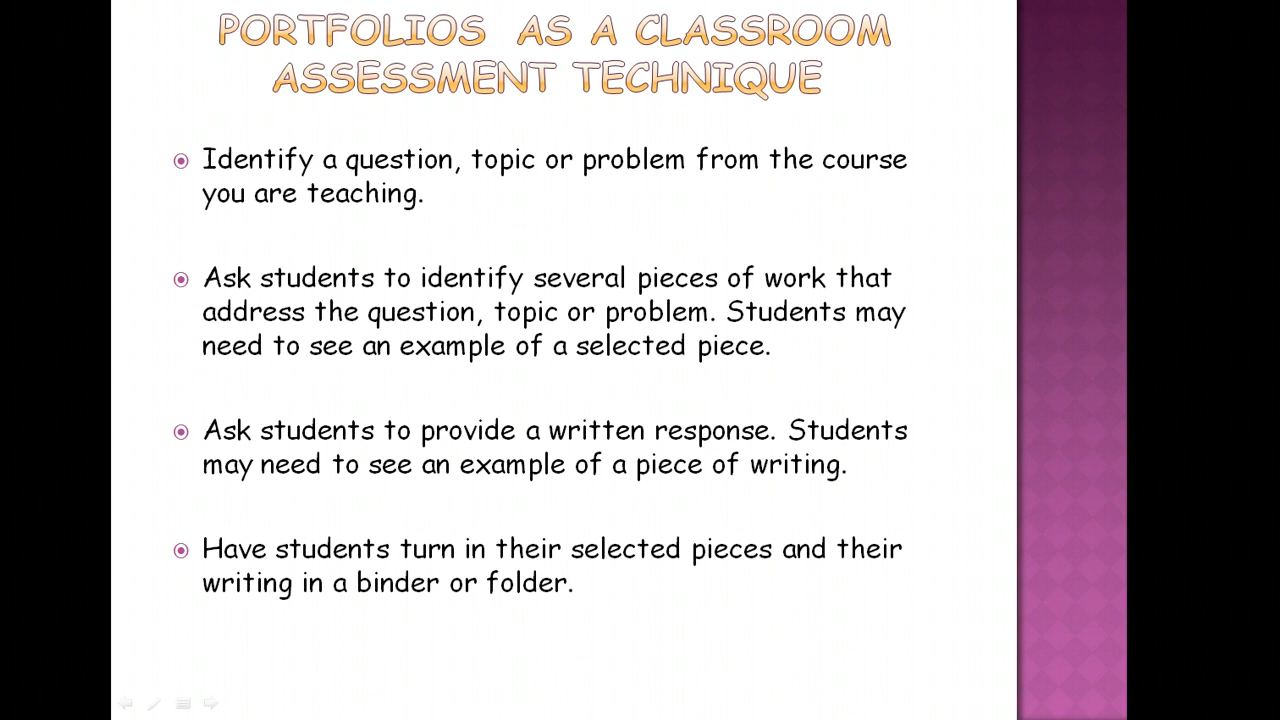 PORTFOLIOS AS A CLASSROOM
ASSESSMENT TECHNIQUE
Identify a question, topic or problem from the course
you are teaching.
Ask students to identify several pieces of work that
address the question, topic or problem. Students may
need to see an example of a selected piece.
Ask students to provide a written response. Students
may need to see an example of a piece of writing.
Have students turn in their selected pieces and their
writing in a binder or folder.